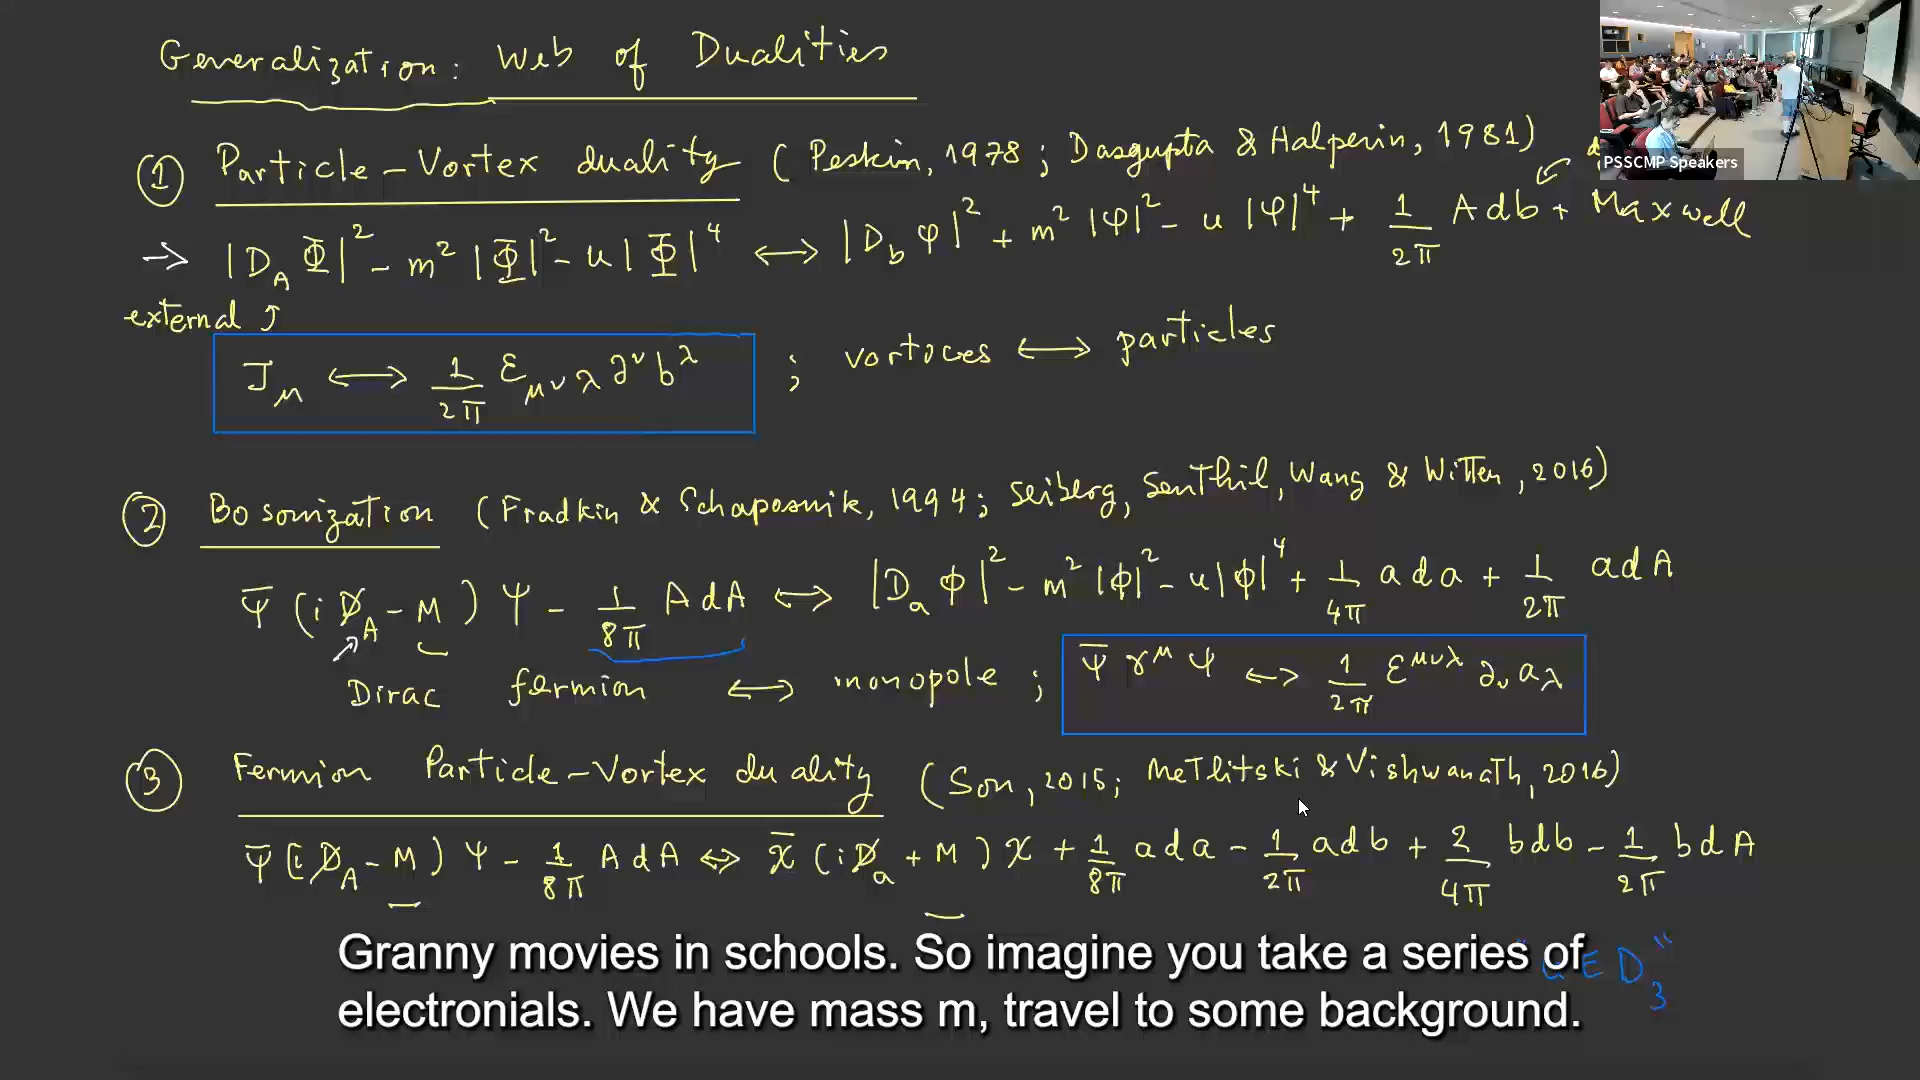 Generalization: Web of Dualities
① Particle-Vortex duality (Peskin, 1978; Dasgupta & Halperin, 1981)
PSSCMP Speakers
→ |D_A Φ|² - m² |Φ|² - u |Φ|⁴ ⟷ |D_b φ|² + m² |φ|² - u |φ|⁴ + 1/2π Adb + Maxwell
external ↑
J_μ ⟷ 1/2π ε_μνλ ∂^ν b^λ ; vortices ⟷ particles
② Bosonization (Fradkin & Schaposnik, 1994; Seiberg, Senthil, Wang & Witten, 2016)
Ψ̄ (i D̸_A - M) Ψ - 1/8π AdA ⟷ |D_a ϕ|² - m² |ϕ|² - u |ϕ|⁴ + 1/4π ada + 1/2π adA
Dirac fermion ⟷ monopole ; Ψ̄ γ^μ Ψ ⟷ 1/2π ε^μνλ ∂_ν a_λ
③ Fermion Particle-Vortex duality (Son, 2015; Metlitski & Vishwanath, 2016)
Ψ̄ [i D̸_A - M) Ψ - 1/8π AdA ⟷ χ̄ (i D̸_a + M) χ + 1/8π ada - 1/2π adb + 2/4π bdb - 1/2π bdA
"QED₃"
Granny movies in schools. So imagine you take a series of
electronials. We have mass m, travel to some background.